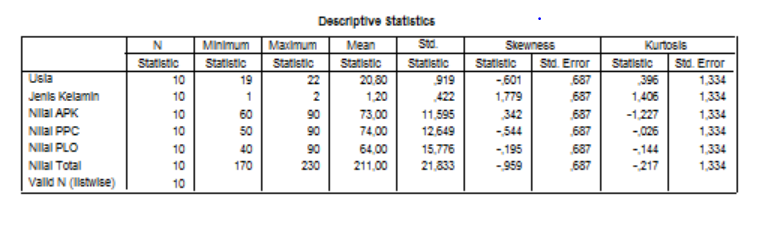 Descriptive Statistics
N Minimum Maximum Mean Std. Skewness Kurtosis
Statistic Statistic Statistic Statistic Statistic Statistic Std. Error Statistic Std. Error
Usia 10 19 22 20,80 ,919 -,601 ,687 ,396 1,334
Jenis Kelamin 10 1 2 1,20 ,422 1,779 ,687 1,406 1,334
Nilai APK 10 60 90 73,00 11,595 ,342 ,687 -1,227 1,334
Nilai PPC 10 50 90 74,00 12,649 -,544 ,687 -,026 1,334
Nilai PLO 10 40 90 64,00 15,776 -,195 ,687 -,144 1,334
Nilai Total 10 170 230 211,00 21,833 -,959 ,687 -,217 1,334
Valid N (listwise) 10